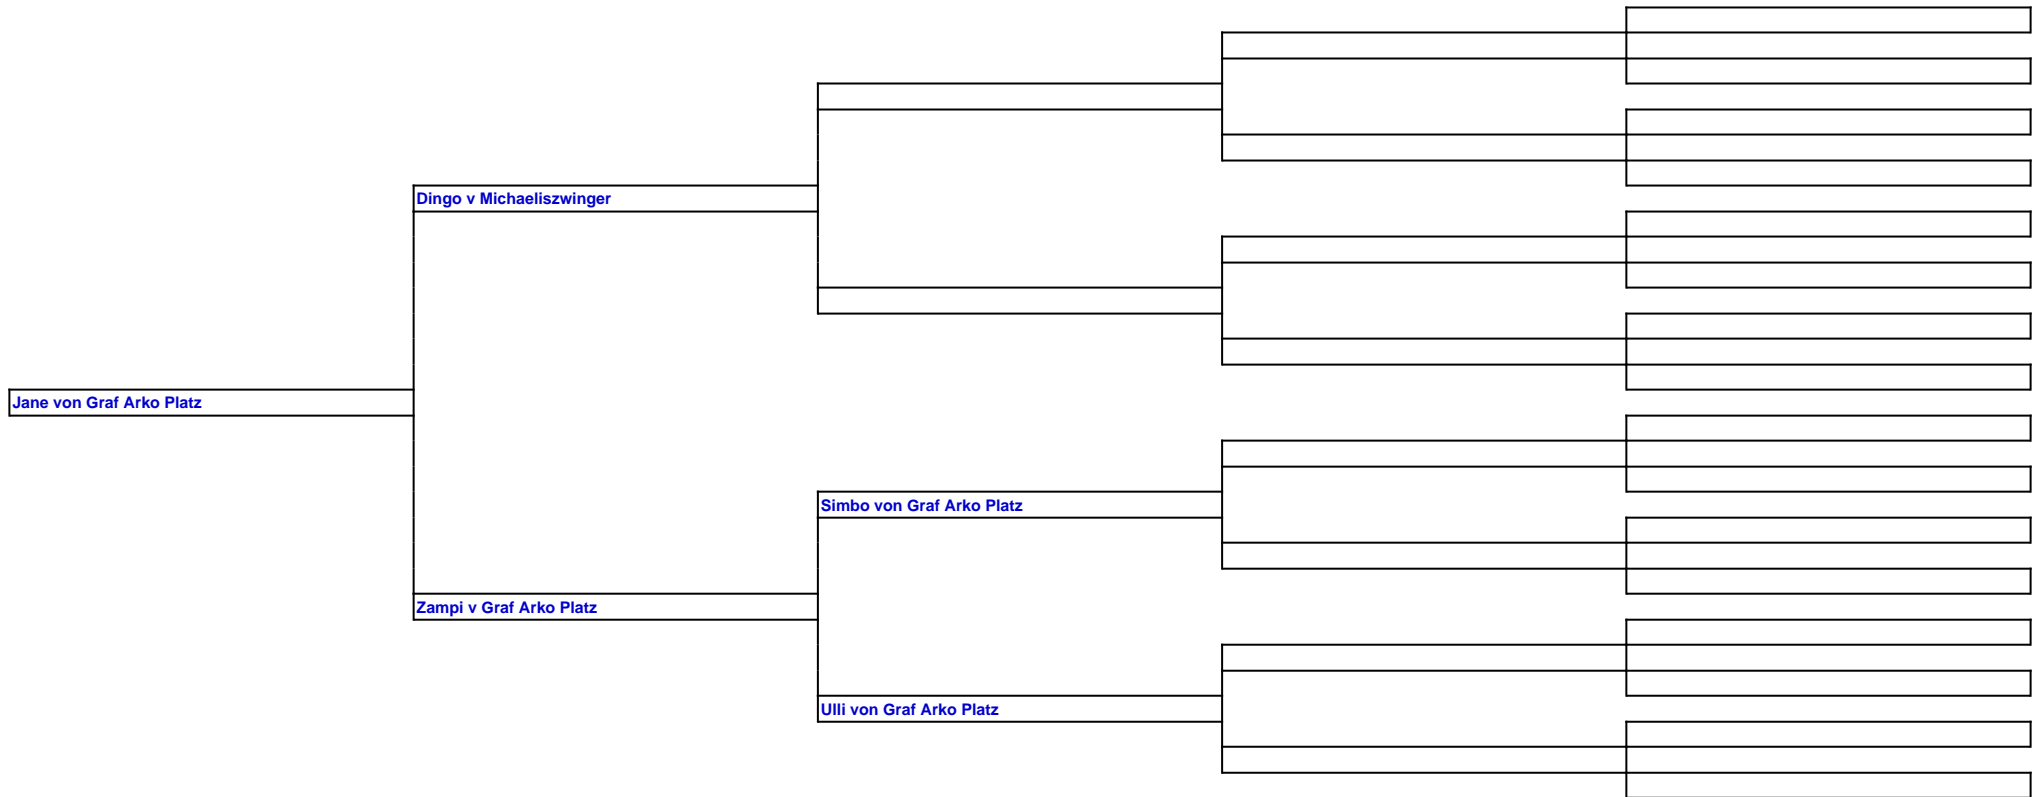 Dingo v Michaeliszwinger
Jane von Graf Arko Platz
Simbo von Graf Arko Platz
Zampi v Graf Arko Platz
Ulli von Graf Arko Platz